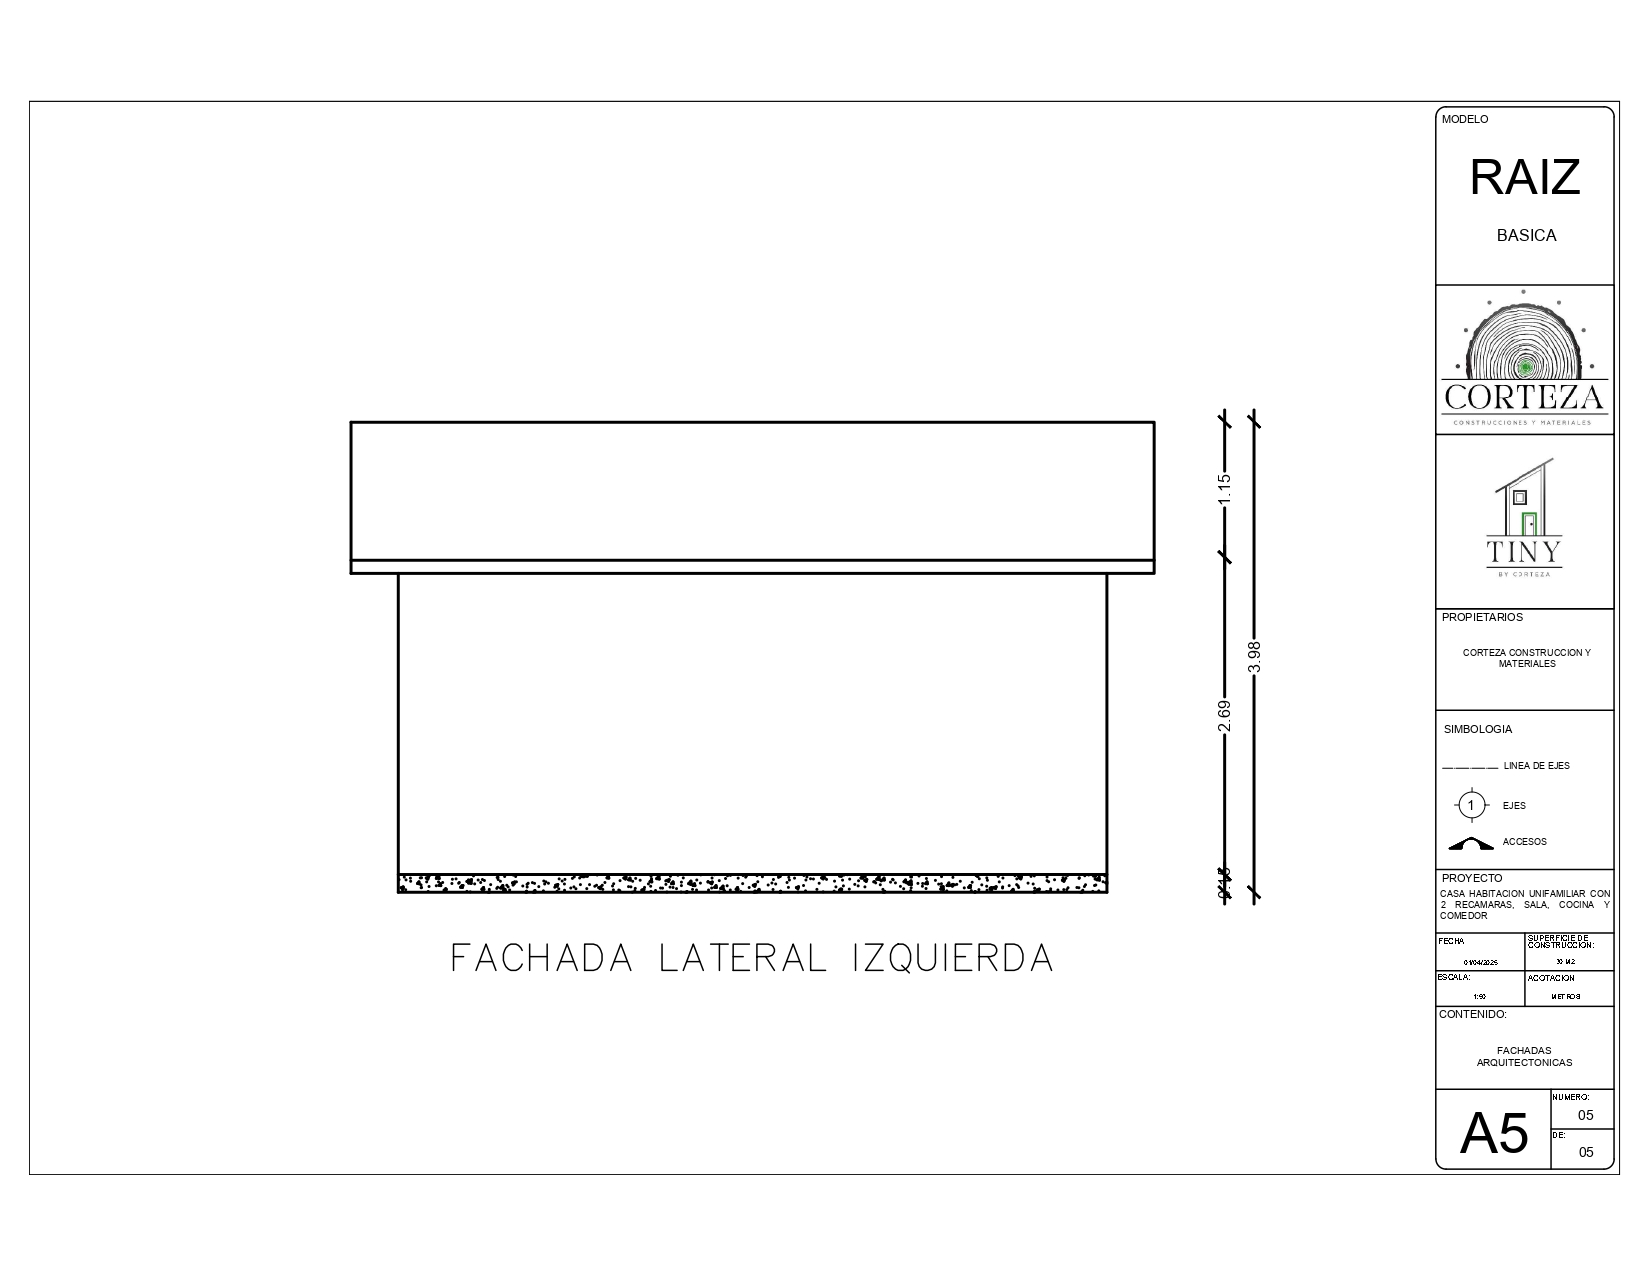 MODELO
RAIZ
BASICA
CORTEZA
CONSTRUCCIONES Y MATERIALES
TINY
BY CORTEZA
PROPIETARIOS
CORTEZA CONSTRUCCION Y
MATERIALES
SIMBOLOGIA
LINEA DE EJES
1
EJES
ACCESOS
PROYECTO
CASA HABITACION UNIFAMILIAR CON
2 RECAMARAS, SALA, COCINA Y
COMEDOR
FECHA
01/04/2025
SUPERFICIE DE
CONSTRUCCION:
30 M2
ESCALA:
1:50
ACOTACION
METROS
CONTENIDO:
FACHADAS
ARQUITECTONICAS
A5
NUMERO:
05
DE:
05
1.15
2.69
3.98
FACHADA LATERAL IZQUIERDA